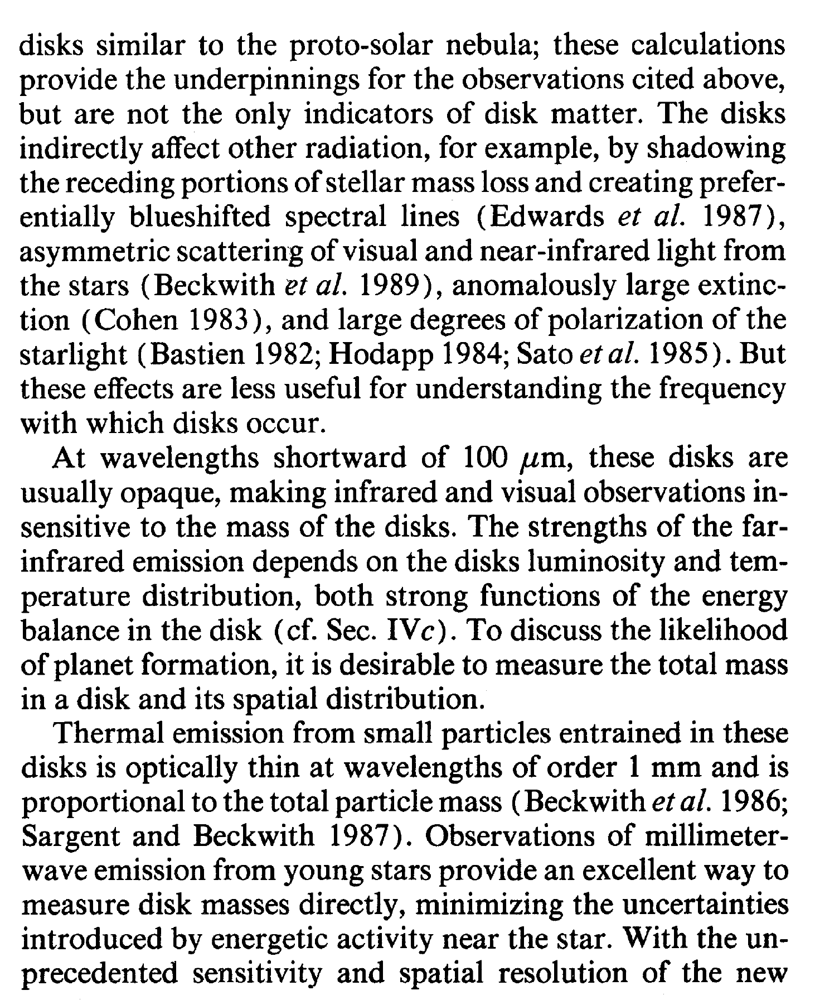 disks similar to the proto-solar nebula; these calculations
provide the underpinnings for the observations cited above,
but are not the only indicators of disk matter. The disks
indirectly affect other radiation, for example, by shadowing
the receding portions of stellar mass loss and creating prefer-
entially blueshifted spectral lines (Edwards et al. 1987),
asymmetric scattering of visual and near-infrared light from
the stars (Beckwith et al. 1989), anomalously large extinc-
tion (Cohen 1983), and large degrees of polarization of the
starlight (Bastien 1982; Hodapp 1984; Sato et al. 1985). But
these effects are less useful for understanding the frequency
with which disks occur.
At wavelengths shortward of 100 μm, these disks are
usually opaque, making infrared and visual observations in-
sensitive to the mass of the disks. The strengths of the far-
infrared emission depends on the disks luminosity and tem-
perature distribution, both strong functions of the energy
balance in the disk (cf. Sec. IVc). To discuss the likelihood
of planet formation, it is desirable to measure the total mass
in a disk and its spatial distribution.
Thermal emission from small particles entrained in these
disks is optically thin at wavelengths of order 1 mm and is
proportional to the total particle mass (Beckwith et al. 1986;
Sargent and Beckwith 1987). Observations of millimeter-
wave emission from young stars provide an excellent way to
measure disk masses directly, minimizing the uncertainties
introduced by energetic activity near the star. With the un-
precedented sensitivity and spatial resolution of the new